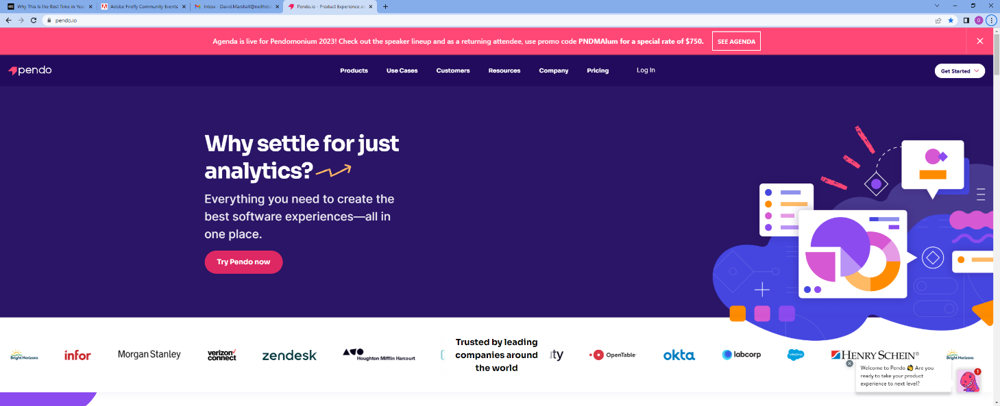 Why This Is the Best Time in Year
Adobe Firefly Community Events
Inbox - David.Marshall@neithdo
Pendo.io - Product Experience an
pendo.io
Agenda is live for Pendomonium 2023! Check out the speaker lineup and as a returning attendee, use promo code PNDMAlum for a special rate of $750.
SEE AGENDA
pendo
Products
Use Cases
Customers
Resources
Company
Pricing
Log In
Get Started
Why settle for just
analytics?
Everything you need to create the
best software experiences—all in
one place.
Try Pendo now
Bright Horizons
infor
Morgan Stanley
verizon
connect
zendesk
Houghton Mifflin Harcourt
Trusted by leading
companies around
the world
ity
OpenTable
okta
labcorp
salesforce
HENRY SCHEIN®
Bright Horizons
Welcome to Pendo 👋 Are you
ready to take your product
experience to next level?
1